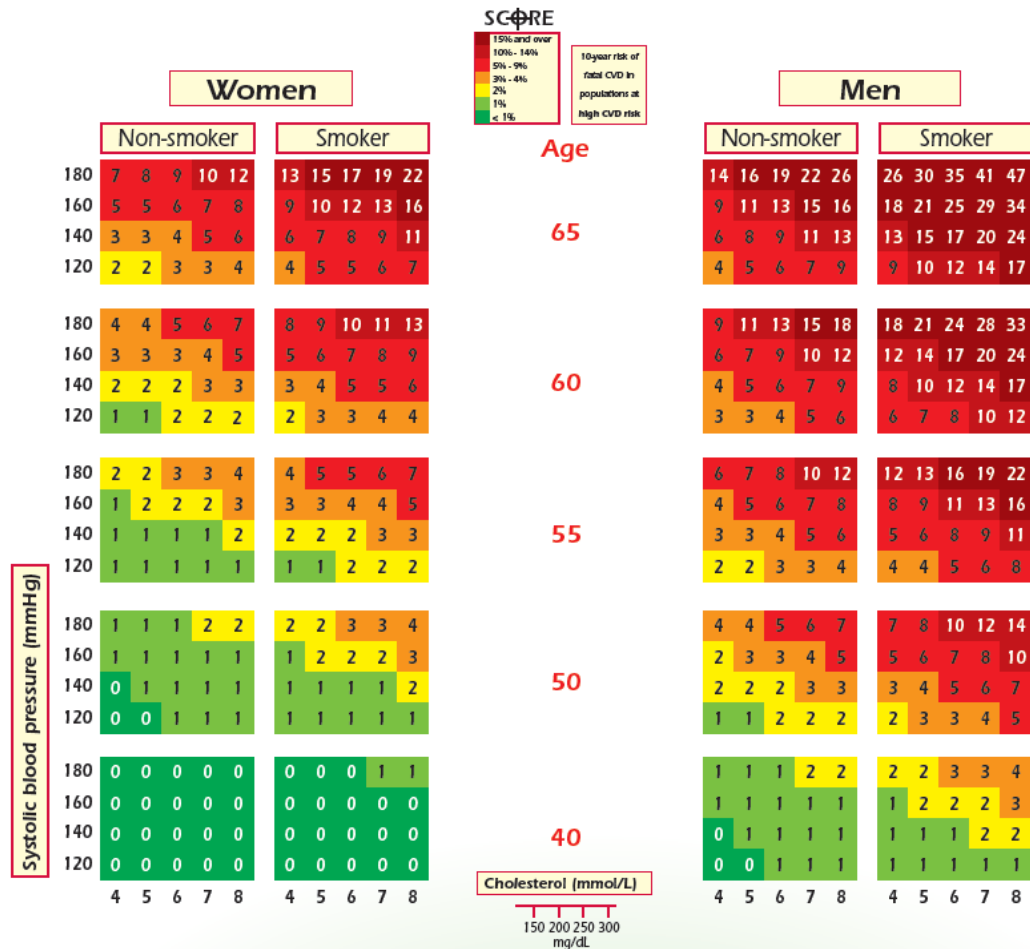 SCORE
15% and over
10% - 14%
5% - 9%
3% - 4%
2%
1%
< 1%
10-year risk of
fatal CVD in
populations at
high CVD risk
Women
Men
Non-smoker
Smoker
Age
Non-smoker
Smoker
180 7 8 9 10 12 13 15 17 19 22 14 16 19 22 26 26 30 35 41 47
160 5 5 6 7 8 9 10 12 13 16 9 11 13 15 16 18 21 25 29 34
140 3 3 4 5 6 6 7 8 9 11 65 6 8 9 11 13 13 15 17 20 24
120 2 2 3 3 4 4 5 5 6 7 4 5 6 7 9 9 10 12 14 17
180 4 4 5 6 7 8 9 10 11 13 9 11 13 15 18 18 21 24 28 33
160 3 3 3 4 5 5 6 7 8 9 6 7 9 10 12 12 14 17 20 24
140 2 2 2 3 3 3 4 5 5 6 60 4 5 6 7 9 8 10 12 14 17
120 1 1 2 2 2 2 3 3 4 4 3 3 4 5 6 6 7 8 10 12
180 2 2 3 3 4 4 5 5 6 7 6 7 8 10 12 12 13 16 19 22
160 1 2 2 2 3 3 3 4 4 5 4 5 6 7 8 8 9 11 13 16
140 1 1 1 1 2 2 2 2 3 3 55 3 3 4 5 6 5 6 8 9 11
120 1 1 1 1 1 1 1 2 2 2 2 2 3 3 4 4 4 5 6 8
180 1 1 1 2 2 2 2 3 3 4 4 4 5 6 7 7 8 10 12 14
160 1 1 1 1 1 1 2 2 2 3 2 3 3 4 5 5 6 7 8 10
140 0 1 1 1 1 1 1 1 1 2 50 2 2 2 3 3 3 4 5 6 7
120 0 0 1 1 1 1 1 1 1 1 1 1 2 2 2 2 3 3 4 5
180 0 0 0 0 0 0 0 0 1 1 1 1 1 2 2 2 2 3 3 4
160 0 0 0 0 0 0 0 0 0 0 1 1 1 1 1 1 2 2 2 3
140 0 0 0 0 0 0 0 0 0 0 40 0 1 1 1 1 1 1 1 2 2
120 0 0 0 0 0 0 0 0 0 0 0 0 1 1 1 1 1 1 1 1
4 5 6 7 8 4 5 6 7 8 4 5 6 7 8 4 5 6 7 8
Systolic blood pressure (mmHg)
Cholesterol (mmol/L)
150 200 250 300
mg/dL